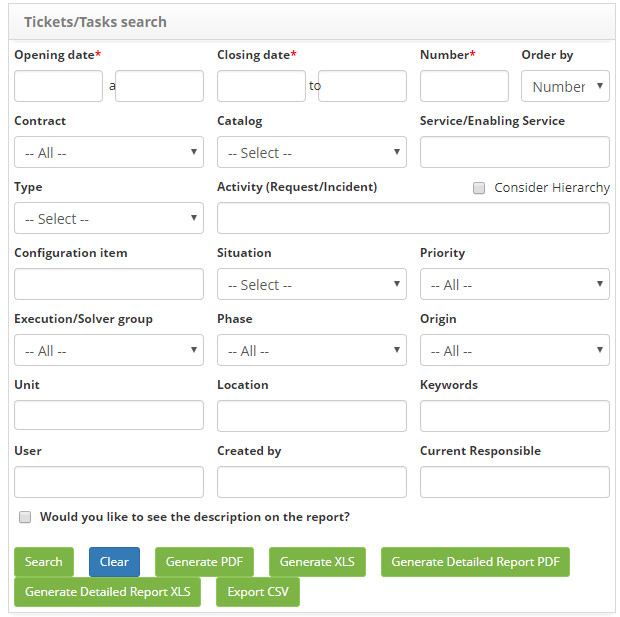 Tickets/Tasks search
Opening date* Closing date* Number* Order by
a to Number
Contract Catalog Service/Enabling Service
-- All -- -- Select --
Type Activity (Request/Incident) Consider Hierarchy
-- Select --
Configuration item Situation Priority
-- Select -- -- All --
Execution/Solver group Phase Origin
-- All -- -- All -- -- All --
Unit Location Keywords
User Created by Current Responsible
Would you like to see the description on the report?
Search Clear Generate PDF Generate XLS Generate Detailed Report PDF
Generate Detailed Report XLS Export CSV